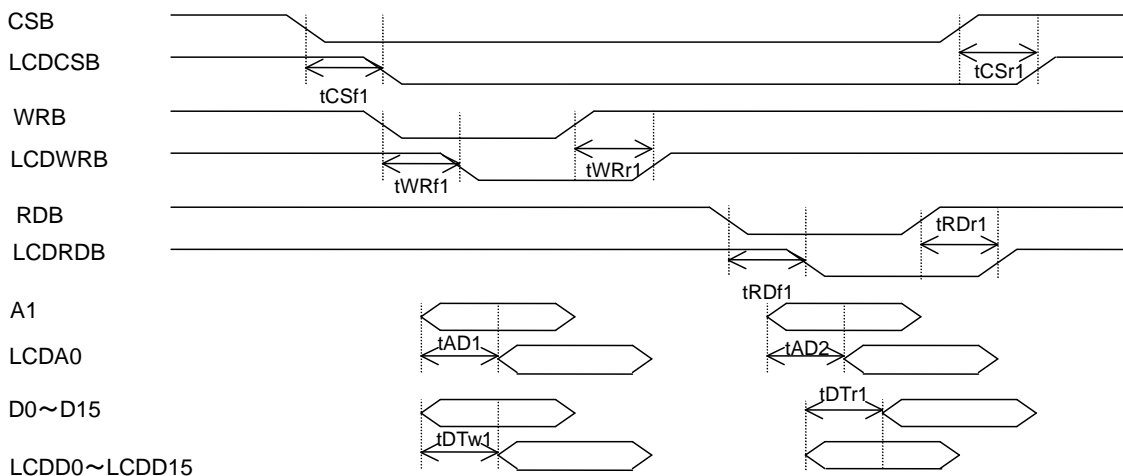 CSB
LCDCSB
tCSf1
tCSr1
WRB
LCDWRB
tWRf1
tWRr1
RDB
LCDRDB
tRDr1
tRDf1
A1
LCDA0
tAD1
tAD2
D0～D15
tDTr1
tDTw1
LCDD0～LCDD15